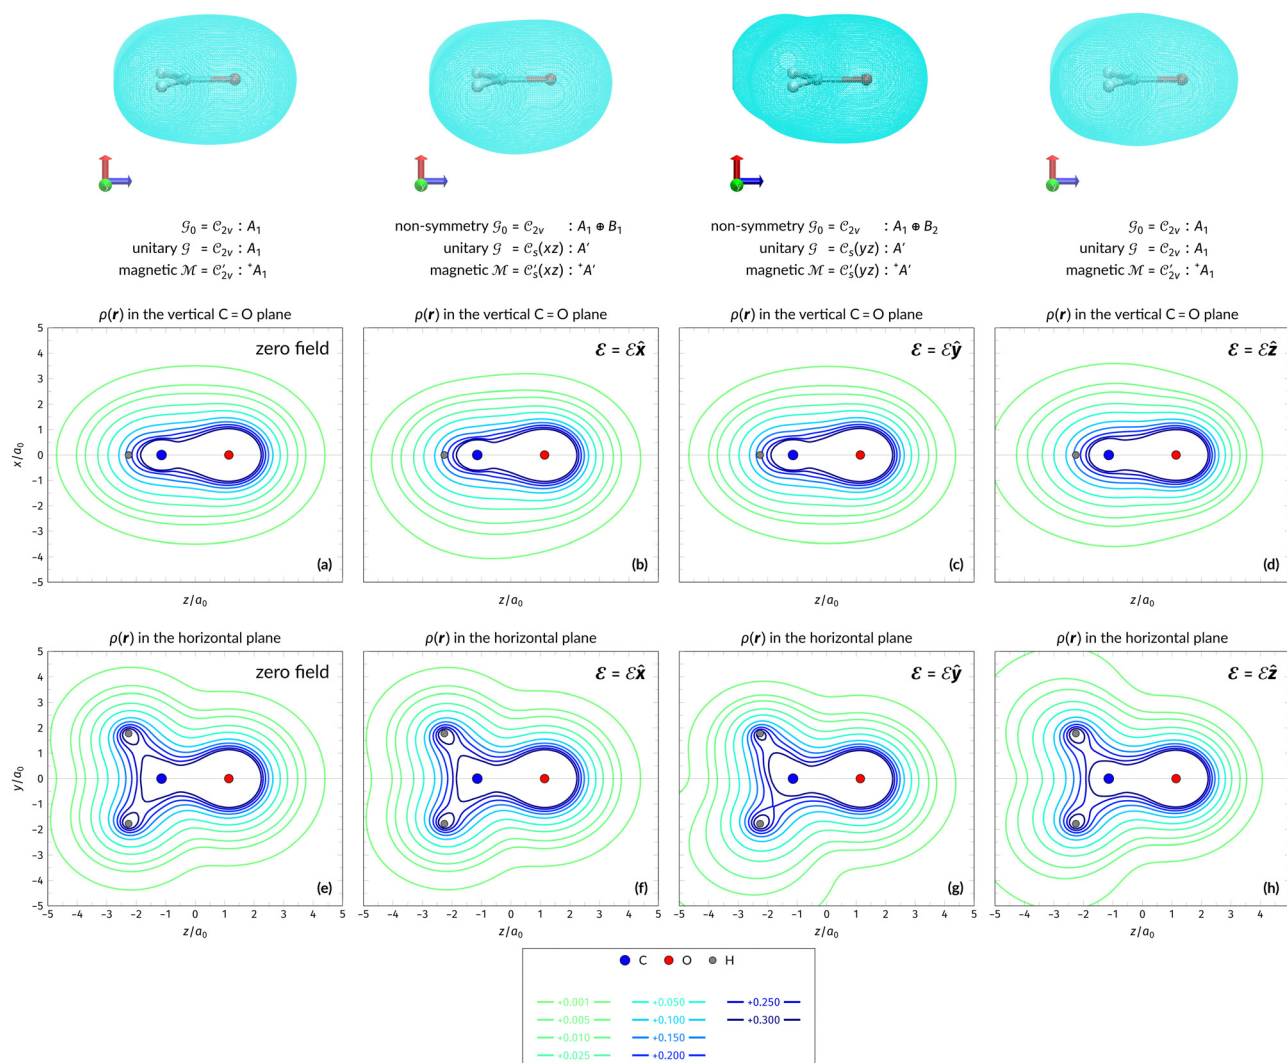 𝒢₀ = 𝒞₂ᵥ : A₁
unitary 𝒢 = 𝒞₂ᵥ : A₁
magnetic ℳ = 𝒞′₂ᵥ : ⁺A₁
non-symmetry 𝒢₀ = 𝒞₂ᵥ : A₁ ⊕ B₁
unitary 𝒢 = 𝒞ₛ(xz) : A′
magnetic ℳ = 𝒞′ₛ(xz) : ⁺A′
non-symmetry 𝒢₀ = 𝒞₂ᵥ : A₁ ⊕ B₂
unitary 𝒢 = 𝒞ₛ(yz) : A′
magnetic ℳ = 𝒞′ₛ(yz) : ⁺A′
𝒢₀ = 𝒞₂ᵥ : A₁
unitary 𝒢 = 𝒞₂ᵥ : A₁
magnetic ℳ = 𝒞′₂ᵥ : ⁺A₁
ρ(r) in the vertical C = O plane
ρ(r) in the vertical C = O plane
ρ(r) in the vertical C = O plane
ρ(r) in the vertical C = O plane
zero field
ℰ = ℰx̂
ℰ = ℰŷ
ℰ = ℰẑ
5
4
3
2
1
0
−1
−2
−3
−4
−5
x/a₀
(a)
(b)
(c)
(d)
z/a₀
z/a₀
z/a₀
z/a₀
ρ(r) in the horizontal plane
ρ(r) in the horizontal plane
ρ(r) in the horizontal plane
ρ(r) in the horizontal plane
zero field
ℰ = ℰx̂
ℰ = ℰŷ
ℰ = ℰẑ
5
4
3
2
1
0
−1
−2
−3
−4
−5
y/a₀
(e)
(f)
(g)
(h)
−5 −4 −3 −2 −1 0 1 2 3 4 5
−5 −4 −3 −2 −1 0 1 2 3 4 5
−5 −4 −3 −2 −1 0 1 2 3 4 5
−5 −4 −3 −2 −1 0 1 2 3 4
z/a₀
z/a₀
z/a₀
z/a₀
C O H
+0.001 +0.050 +0.250
+0.005 +0.100 +0.300
+0.010 +0.150
+0.025 +0.200